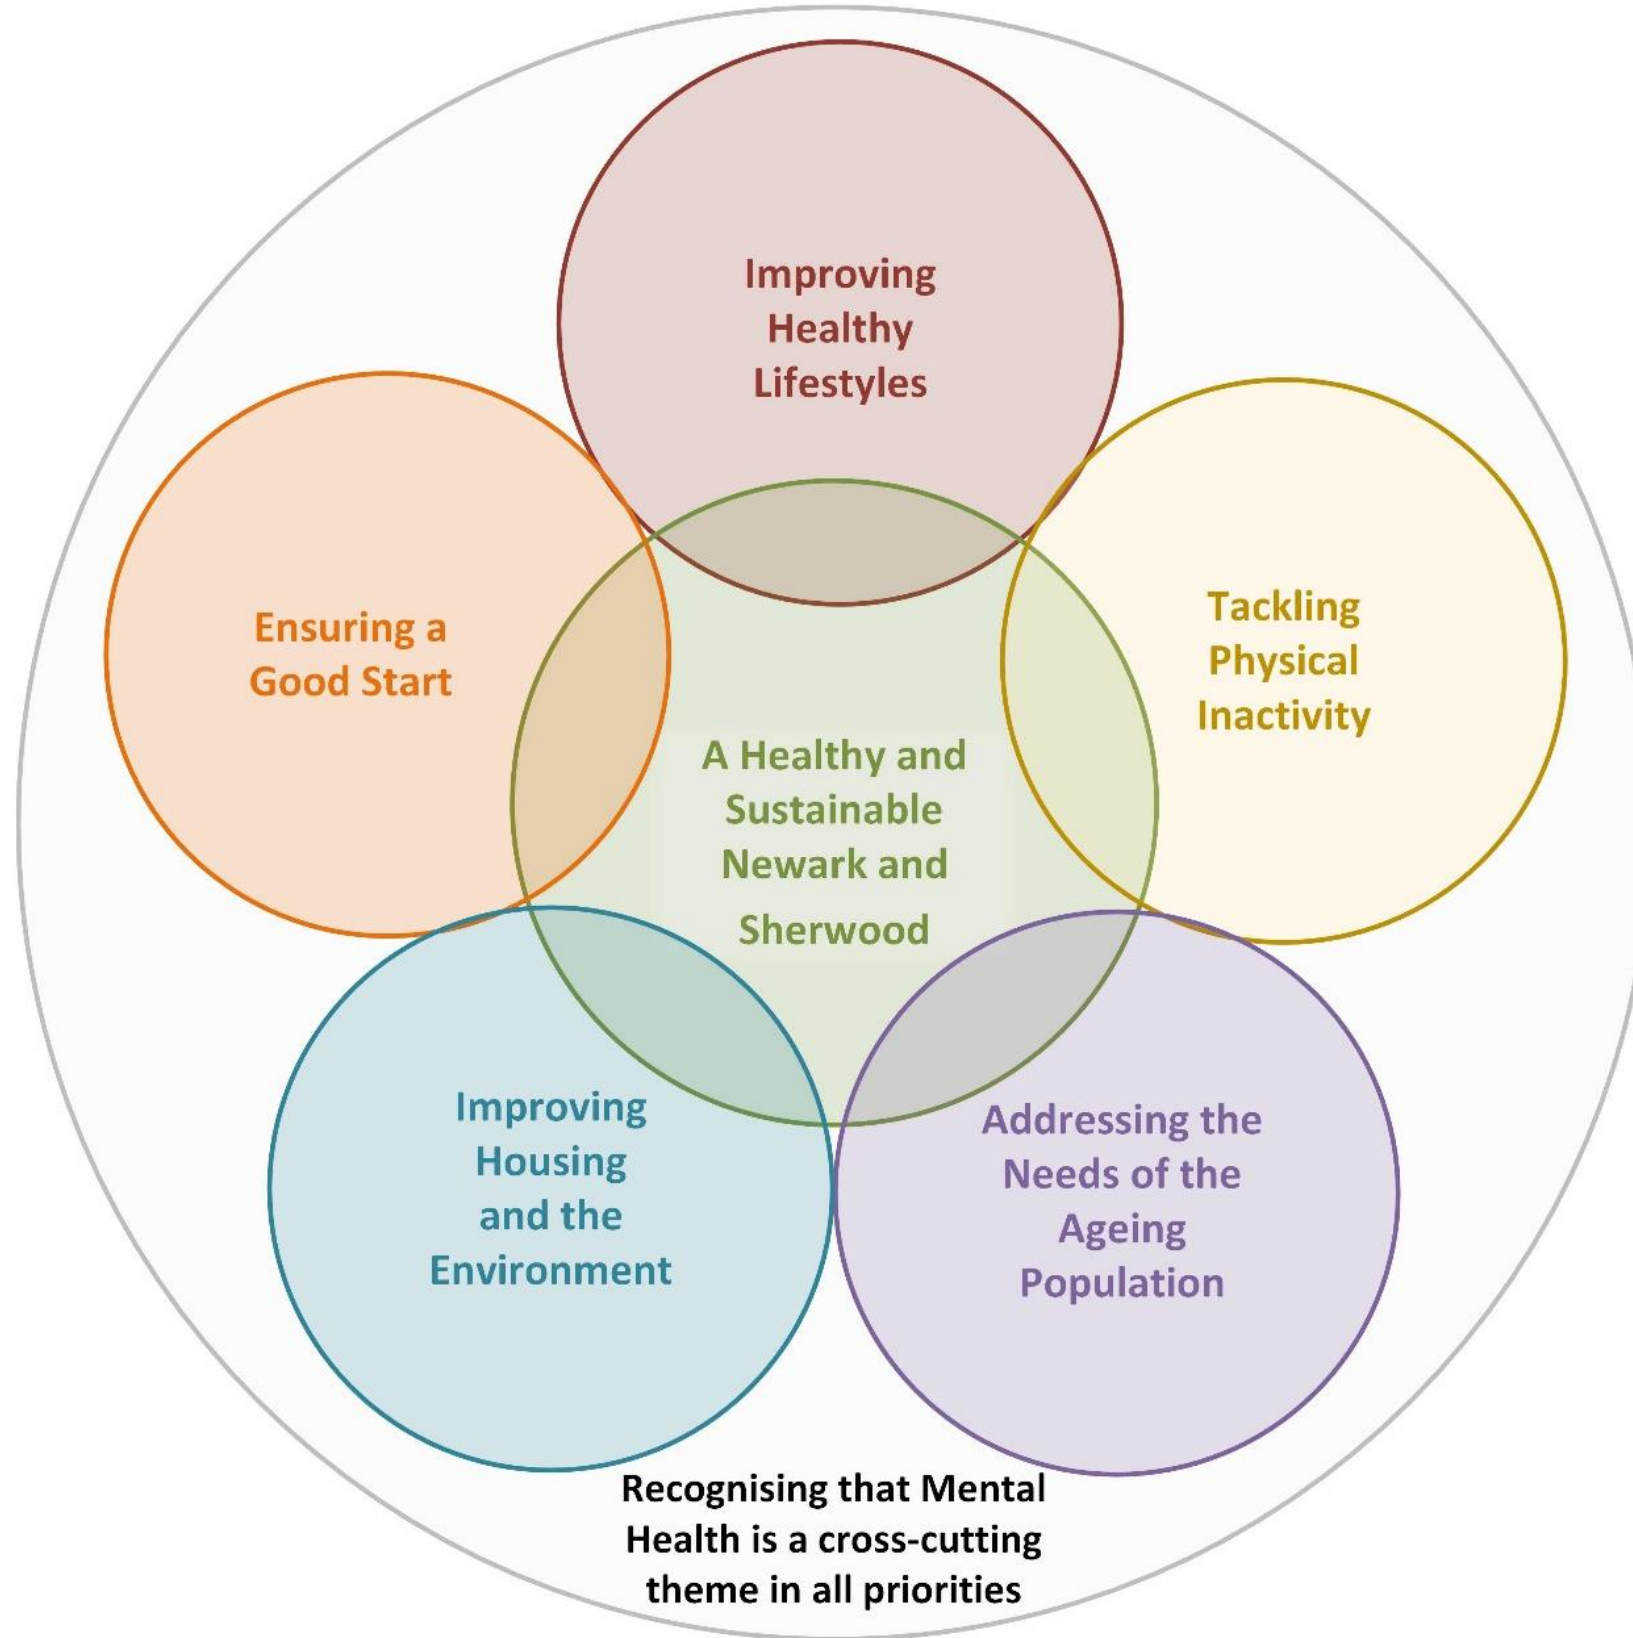 Improving
Healthy
Lifestyles
Ensuring a
Good Start
Tackling
Physical
Inactivity
A Healthy and
Sustainable
Newark and
Sherwood
Improving
Housing
and the
Environment
Addressing the
Needs of the
Ageing
Population
Recognising that Mental
Health is a cross-cutting
theme in all priorities